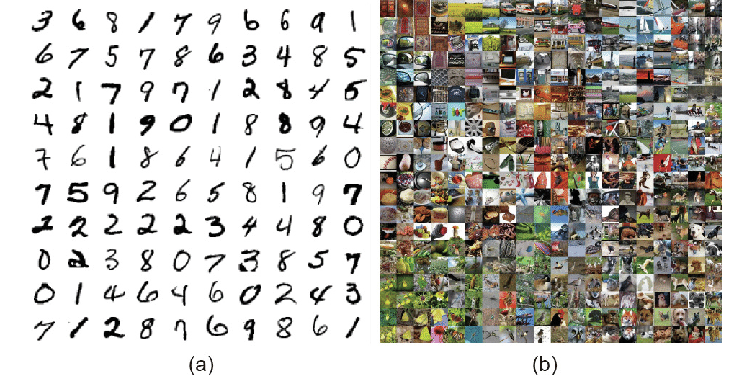 3 6 8 1 7 9 6 6 9 1
6 7 5 7 8 6 3 4 8 5
2 1 7 9 7 1 2 8 4 5
4 8 1 9 0 1 8 8 9 4
7 6 1 8 6 4 1 5 6 0
7 5 9 2 6 5 8 1 9 7
2 2 2 2 2 3 4 4 8 0
0 2 3 8 0 7 3 8 5 7
0 1 4 6 4 6 0 2 4 3
7 1 2 8 7 6 9 8 6 1
(a) (b)